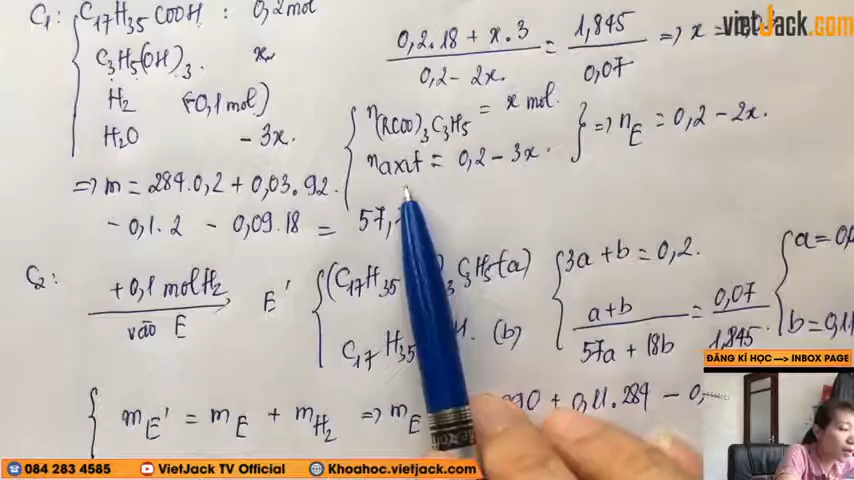 vietJack.com
C1: C17H35COOH : 0,2 mol
C3H5(OH)3. x
H2 (-0,1 mol)
H2O - 3x.
=> m = 284.0,2 + 0,03.92.
- 0,1.2 - 0,09.18 = 57,
(0,2.18 + x.3)/(0,2 - 2x.) = 1,845/0,07 => x =
n(RCOO)3C3H5 = x mol.
naxit = 0,2 - 3x.
=> nE = 0,2 - 2x.
C2: + 0,1 mol H2
vào E
E' (C17H35 )3C3H5 (a)
C17H35 (b)
3a + b = 0,2.
(a+b)/(57a + 18b) = 0,07/1,845.
a = 0,0
b = 0,11
mE' = mE + mH2 => mE 890 + 0,11.284 - 0,
ĐĂNG KÍ HỌC —> INBOX PAGE
084 283 4585 VietJack TV Official Khoahoc.vietjack.com